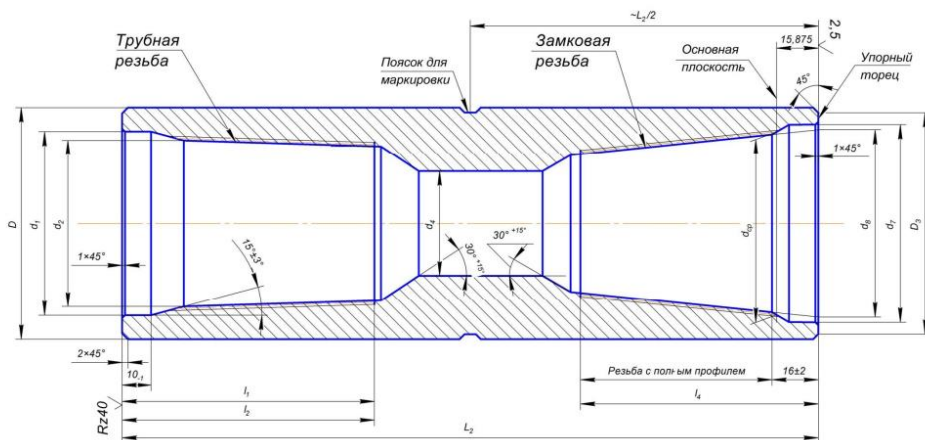 ~L₂/2
15,875
2,5
Трубная
резьба
Поясок для
маркировки
Замковая
резьба
Основная
плоскость
45°
Упорный
торец
1×45°
D
d₁
d₂
d₄
dср
d₈
d₇
D₃
15°±3°
30° +15°
30° +15°
1×45°
2×45°
10-1
Rz40
l₁
l₂
L₂
Резьба с полным профилем
16±2
l₄